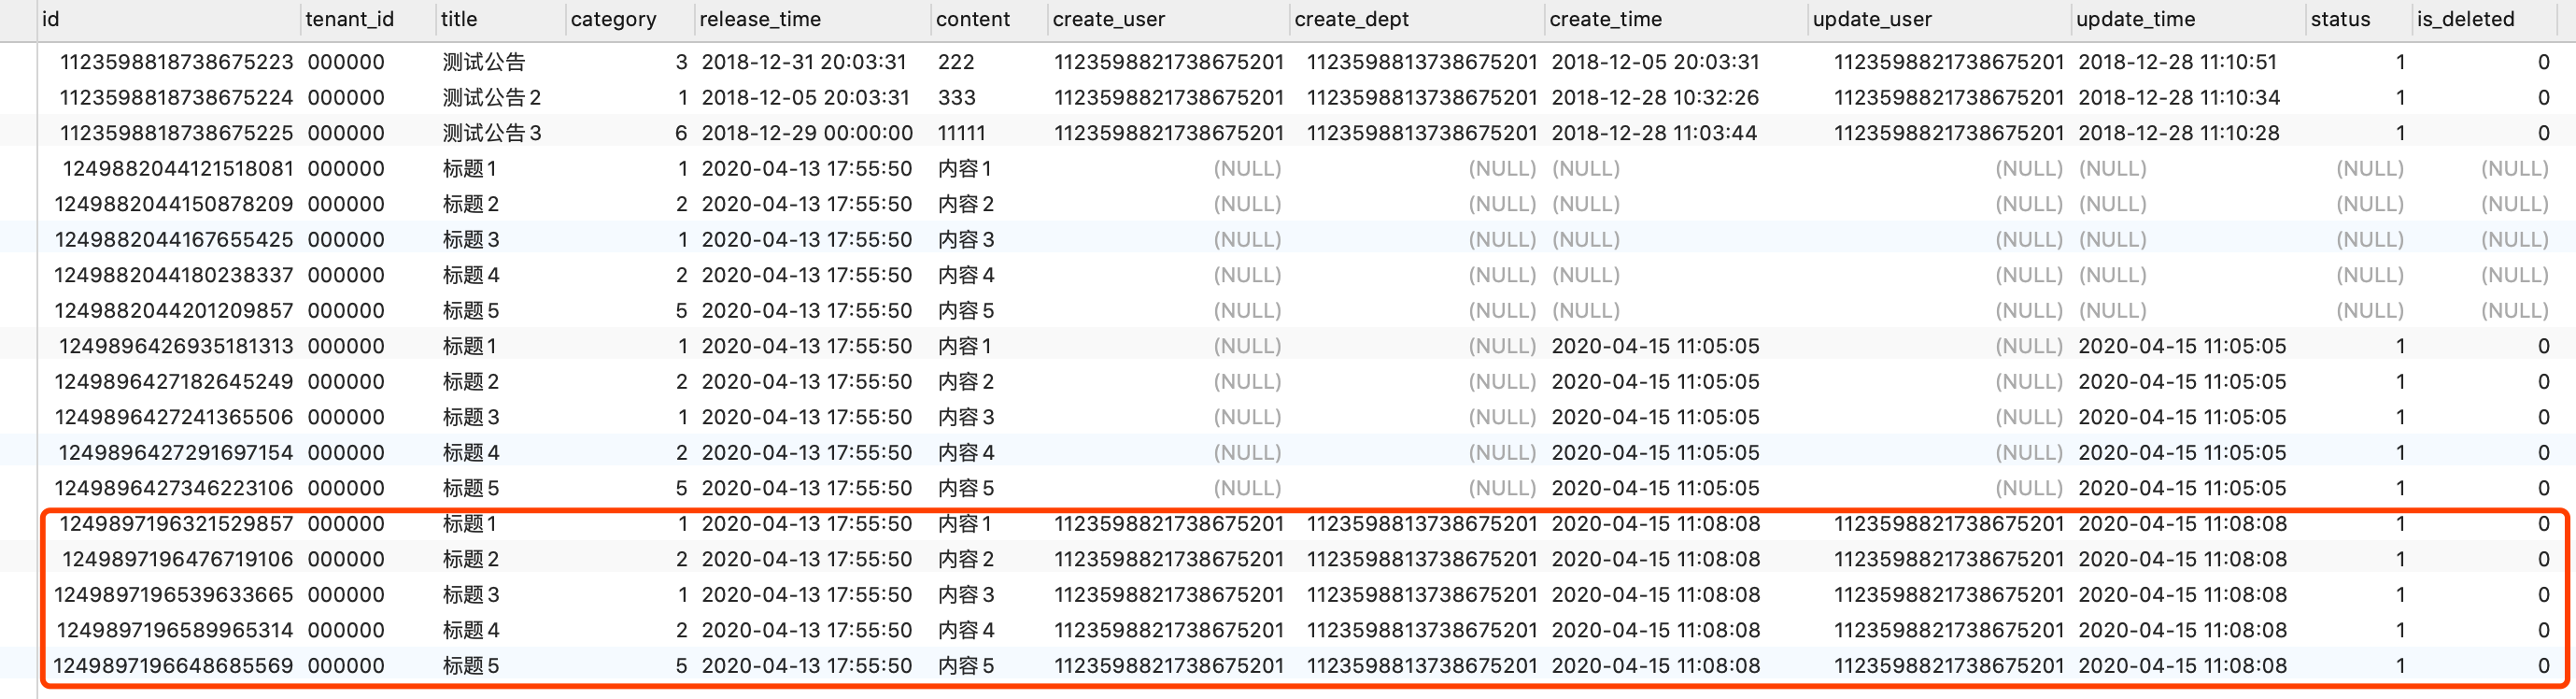 id tenant_id title category release_time content create_user create_dept create_time update_user update_time status is_deleted
1123598818738675223 000000 测试公告 3 2018-12-31 20:03:31 222 1123598821738675201 1123598813738675201 2018-12-05 20:03:31 1123598821738675201 2018-12-28 11:10:51 1 0
1123598818738675224 000000 测试公告2 1 2018-12-05 20:03:31 333 1123598821738675201 1123598813738675201 2018-12-28 10:32:26 1123598821738675201 2018-12-28 11:10:34 1 0
1123598818738675225 000000 测试公告3 6 2018-12-29 00:00:00 11111 1123598821738675201 1123598813738675201 2018-12-28 11:03:44 1123598821738675201 2018-12-28 11:10:28 1 0
1249882044121518081 000000 标题1 1 2020-04-13 17:55:50 内容1 (NULL) (NULL) (NULL) (NULL) (NULL) (NULL) (NULL)
1249882044150878209 000000 标题2 2 2020-04-13 17:55:50 内容2 (NULL) (NULL) (NULL) (NULL) (NULL) (NULL) (NULL)
1249882044167655425 000000 标题3 1 2020-04-13 17:55:50 内容3 (NULL) (NULL) (NULL) (NULL) (NULL) (NULL) (NULL)
1249882044180238337 000000 标题4 2 2020-04-13 17:55:50 内容4 (NULL) (NULL) (NULL) (NULL) (NULL) (NULL) (NULL)
1249882044201209857 000000 标题5 5 2020-04-13 17:55:50 内容5 (NULL) (NULL) (NULL) (NULL) (NULL) (NULL) (NULL)
1249896426935181313 000000 标题1 1 2020-04-13 17:55:50 内容1 (NULL) (NULL) 2020-04-15 11:05:05 (NULL) 2020-04-15 11:05:05 1 0
1249896427182645249 000000 标题2 2 2020-04-13 17:55:50 内容2 (NULL) (NULL) 2020-04-15 11:05:05 (NULL) 2020-04-15 11:05:05 1 0
1249896427241365506 000000 标题3 1 2020-04-13 17:55:50 内容3 (NULL) (NULL) 2020-04-15 11:05:05 (NULL) 2020-04-15 11:05:05 1 0
1249896427291697154 000000 标题4 2 2020-04-13 17:55:50 内容4 (NULL) (NULL) 2020-04-15 11:05:05 (NULL) 2020-04-15 11:05:05 1 0
1249896427346223106 000000 标题5 5 2020-04-13 17:55:50 内容5 (NULL) (NULL) 2020-04-15 11:05:05 (NULL) 2020-04-15 11:05:05 1 0
1249897196321529857 000000 标题1 1 2020-04-13 17:55:50 内容1 1123598821738675201 1123598813738675201 2020-04-15 11:08:08 1123598821738675201 2020-04-15 11:08:08 1 0
1249897196476719106 000000 标题2 2 2020-04-13 17:55:50 内容2 1123598821738675201 1123598813738675201 2020-04-15 11:08:08 1123598821738675201 2020-04-15 11:08:08 1 0
1249897196539633665 000000 标题3 1 2020-04-13 17:55:50 内容3 1123598821738675201 1123598813738675201 2020-04-15 11:08:08 1123598821738675201 2020-04-15 11:08:08 1 0
1249897196589965314 000000 标题4 2 2020-04-13 17:55:50 内容4 1123598821738675201 1123598813738675201 2020-04-15 11:08:08 1123598821738675201 2020-04-15 11:08:08 1 0
1249897196648685569 000000 标题5 5 2020-04-13 17:55:50 内容5 1123598821738675201 1123598813738675201 2020-04-15 11:08:08 1123598821738675201 2020-04-15 11:08:08 1 0